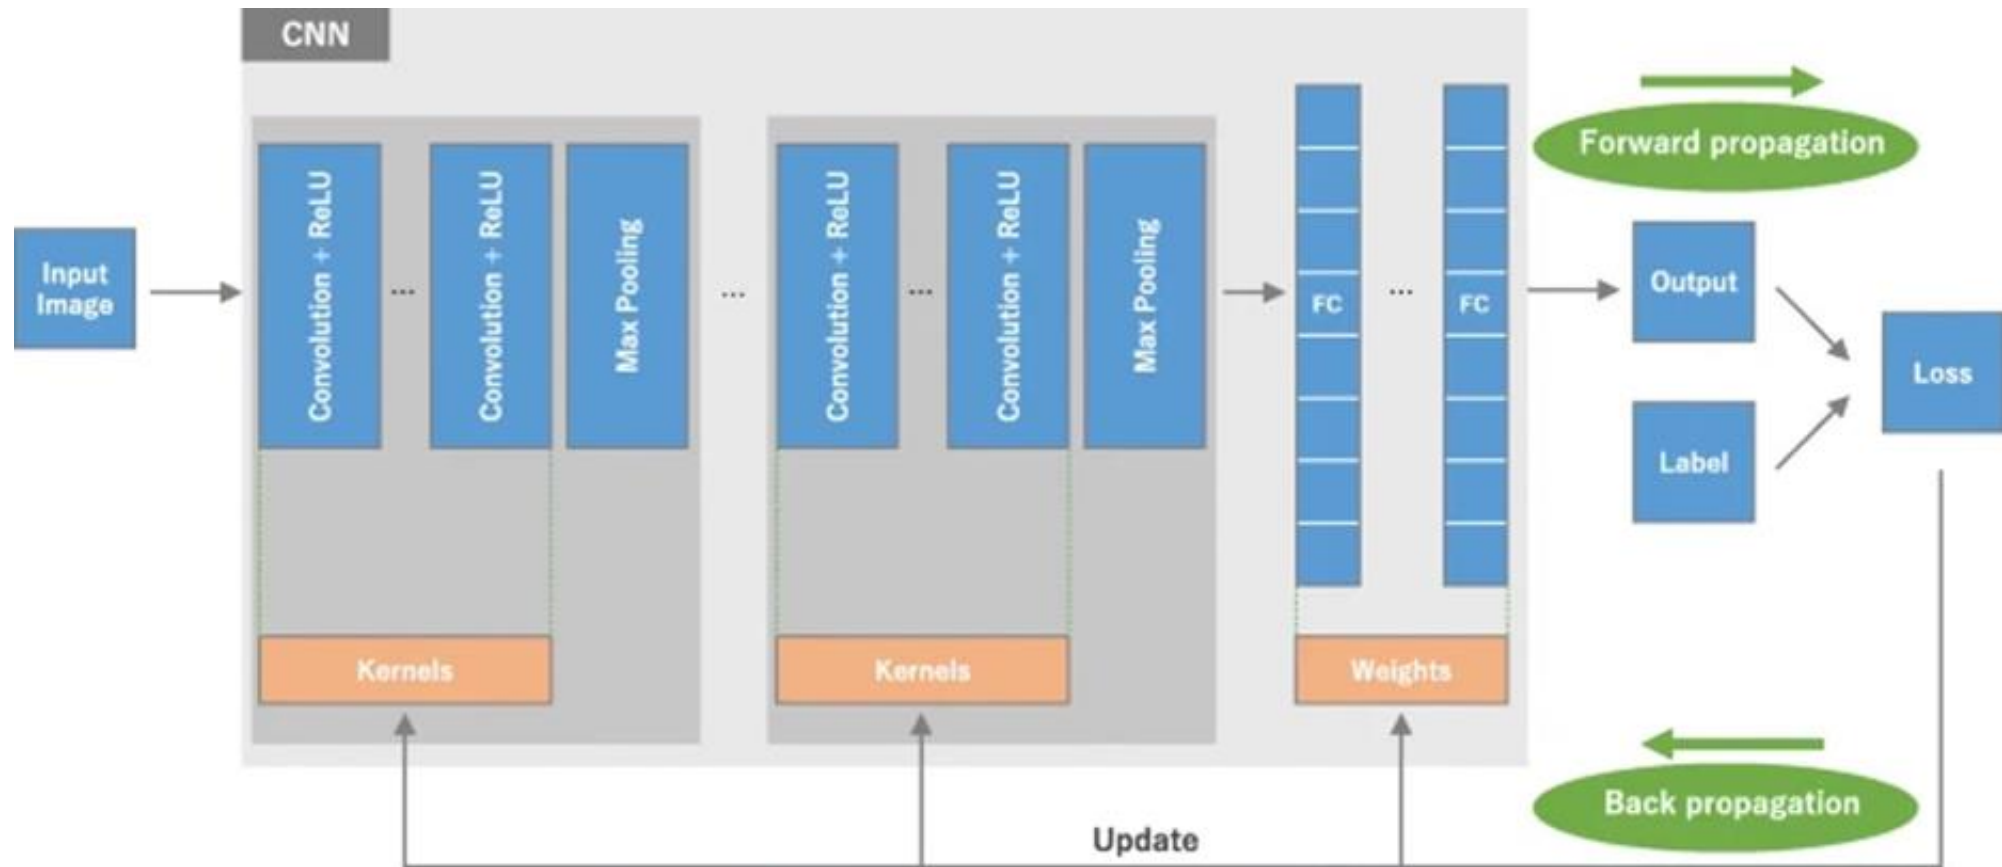 CNN
Forward propagation
Input
Image
Convolution + ReLU
...
Convolution + ReLU
Max Pooling
...
Convolution + ReLU
...
Convolution + ReLU
Max Pooling
FC
...
FC
Output
Label
Loss
Kernels
Kernels
Weights
Back propagation
Update